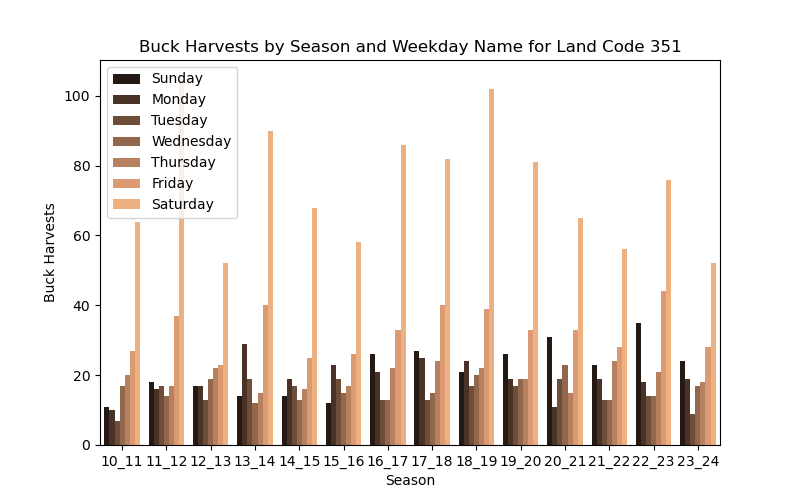 Buck Harvests by Season and Weekday Name for Land Code 351
Sunday
Monday
Tuesday
Wednesday
Thursday
Friday
Saturday
100
80
60
40
20
0
Buck Harvests
10_11 11_12 12_13 13_14 14_15 15_16 16_17 17_18 18_19 19_20 20_21 21_22 22_23 23_24
Season